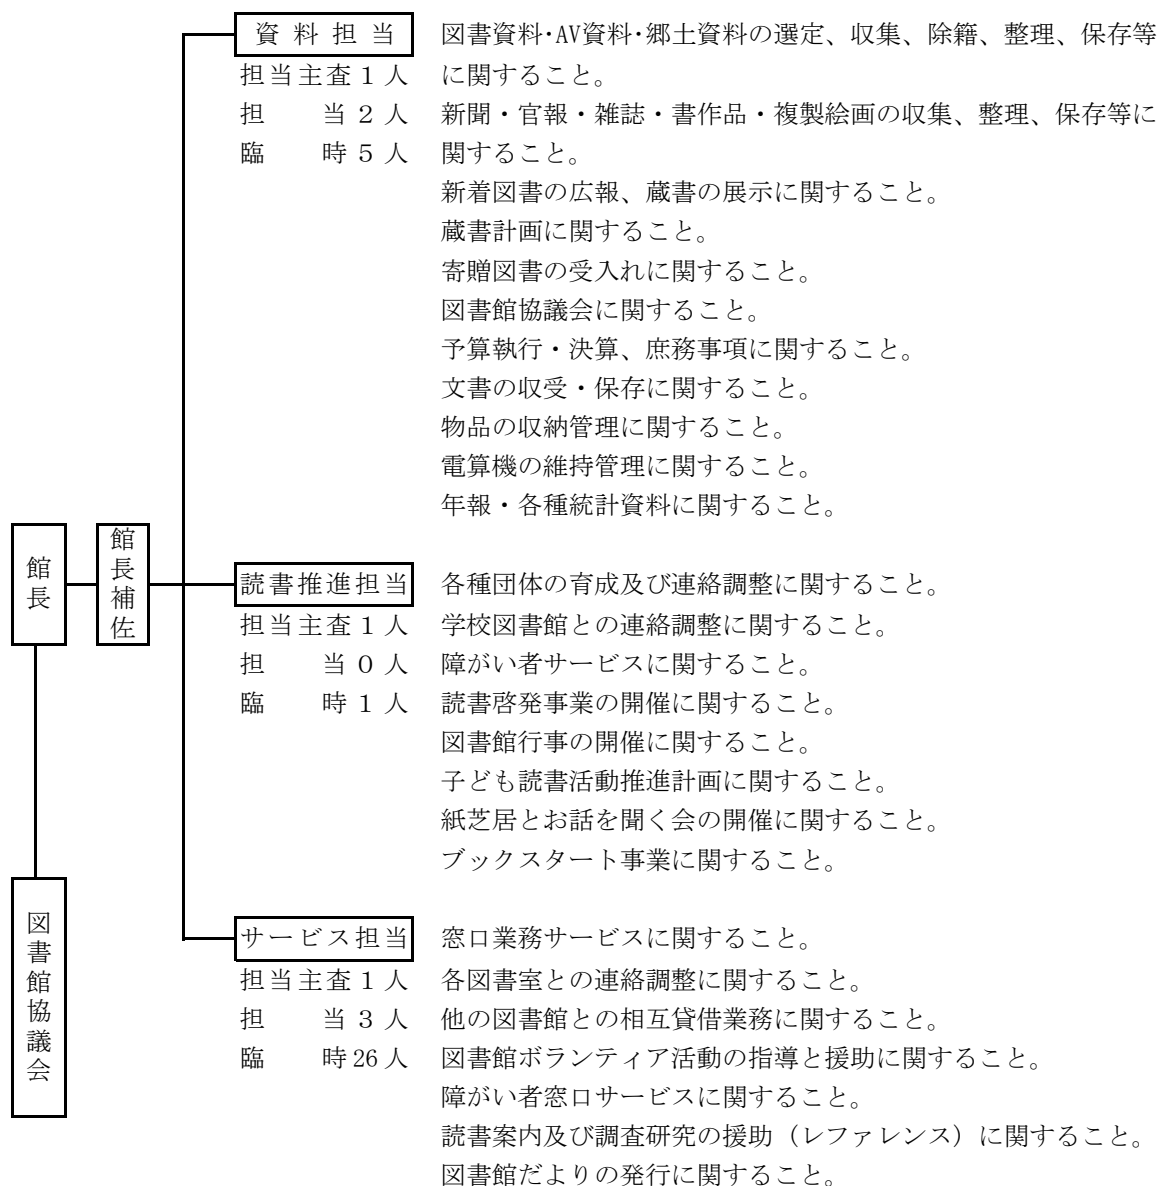 資料担当 図書資料･AV資料･郷土資料の選定、収集、除籍、整理、保存等
担当主査１人 に関すること。
担　　当２人 新聞・官報・雑誌・書作品・複製絵画の収集、整理、保存等に
臨　　時５人 関すること。
新着図書の広報、蔵書の展示に関すること。
蔵書計画に関すること。
寄贈図書の受入れに関すること。
図書館協議会に関すること。
予算執行・決算、庶務事項に関すること。
文書の収受・保存に関すること。
物品の収納管理に関すること。
電算機の維持管理に関すること。
年報・各種統計資料に関すること。
館長
館長補佐
読書推進担当 各種団体の育成及び連絡調整に関すること。
担当主査１人 学校図書館との連絡調整に関すること。
担　　当０人 障がい者サービスに関すること。
臨　　時１人 読書啓発事業の開催に関すること。
図書館行事の開催に関すること。
子ども読書活動推進計画に関すること。
紙芝居とお話を聞く会の開催に関すること。
ブックスタート事業に関すること。
図書館協議会
サービス担当 窓口業務サービスに関すること。
担当主査１人 各図書室との連絡調整に関すること。
担　　当３人 他の図書館との相互貸借業務に関すること。
臨　　時26人 図書館ボランティア活動の指導と援助に関すること。
障がい者窓口サービスに関すること。
読書案内及び調査研究の援助（レファレンス）に関すること。
図書館だよりの発行に関すること。